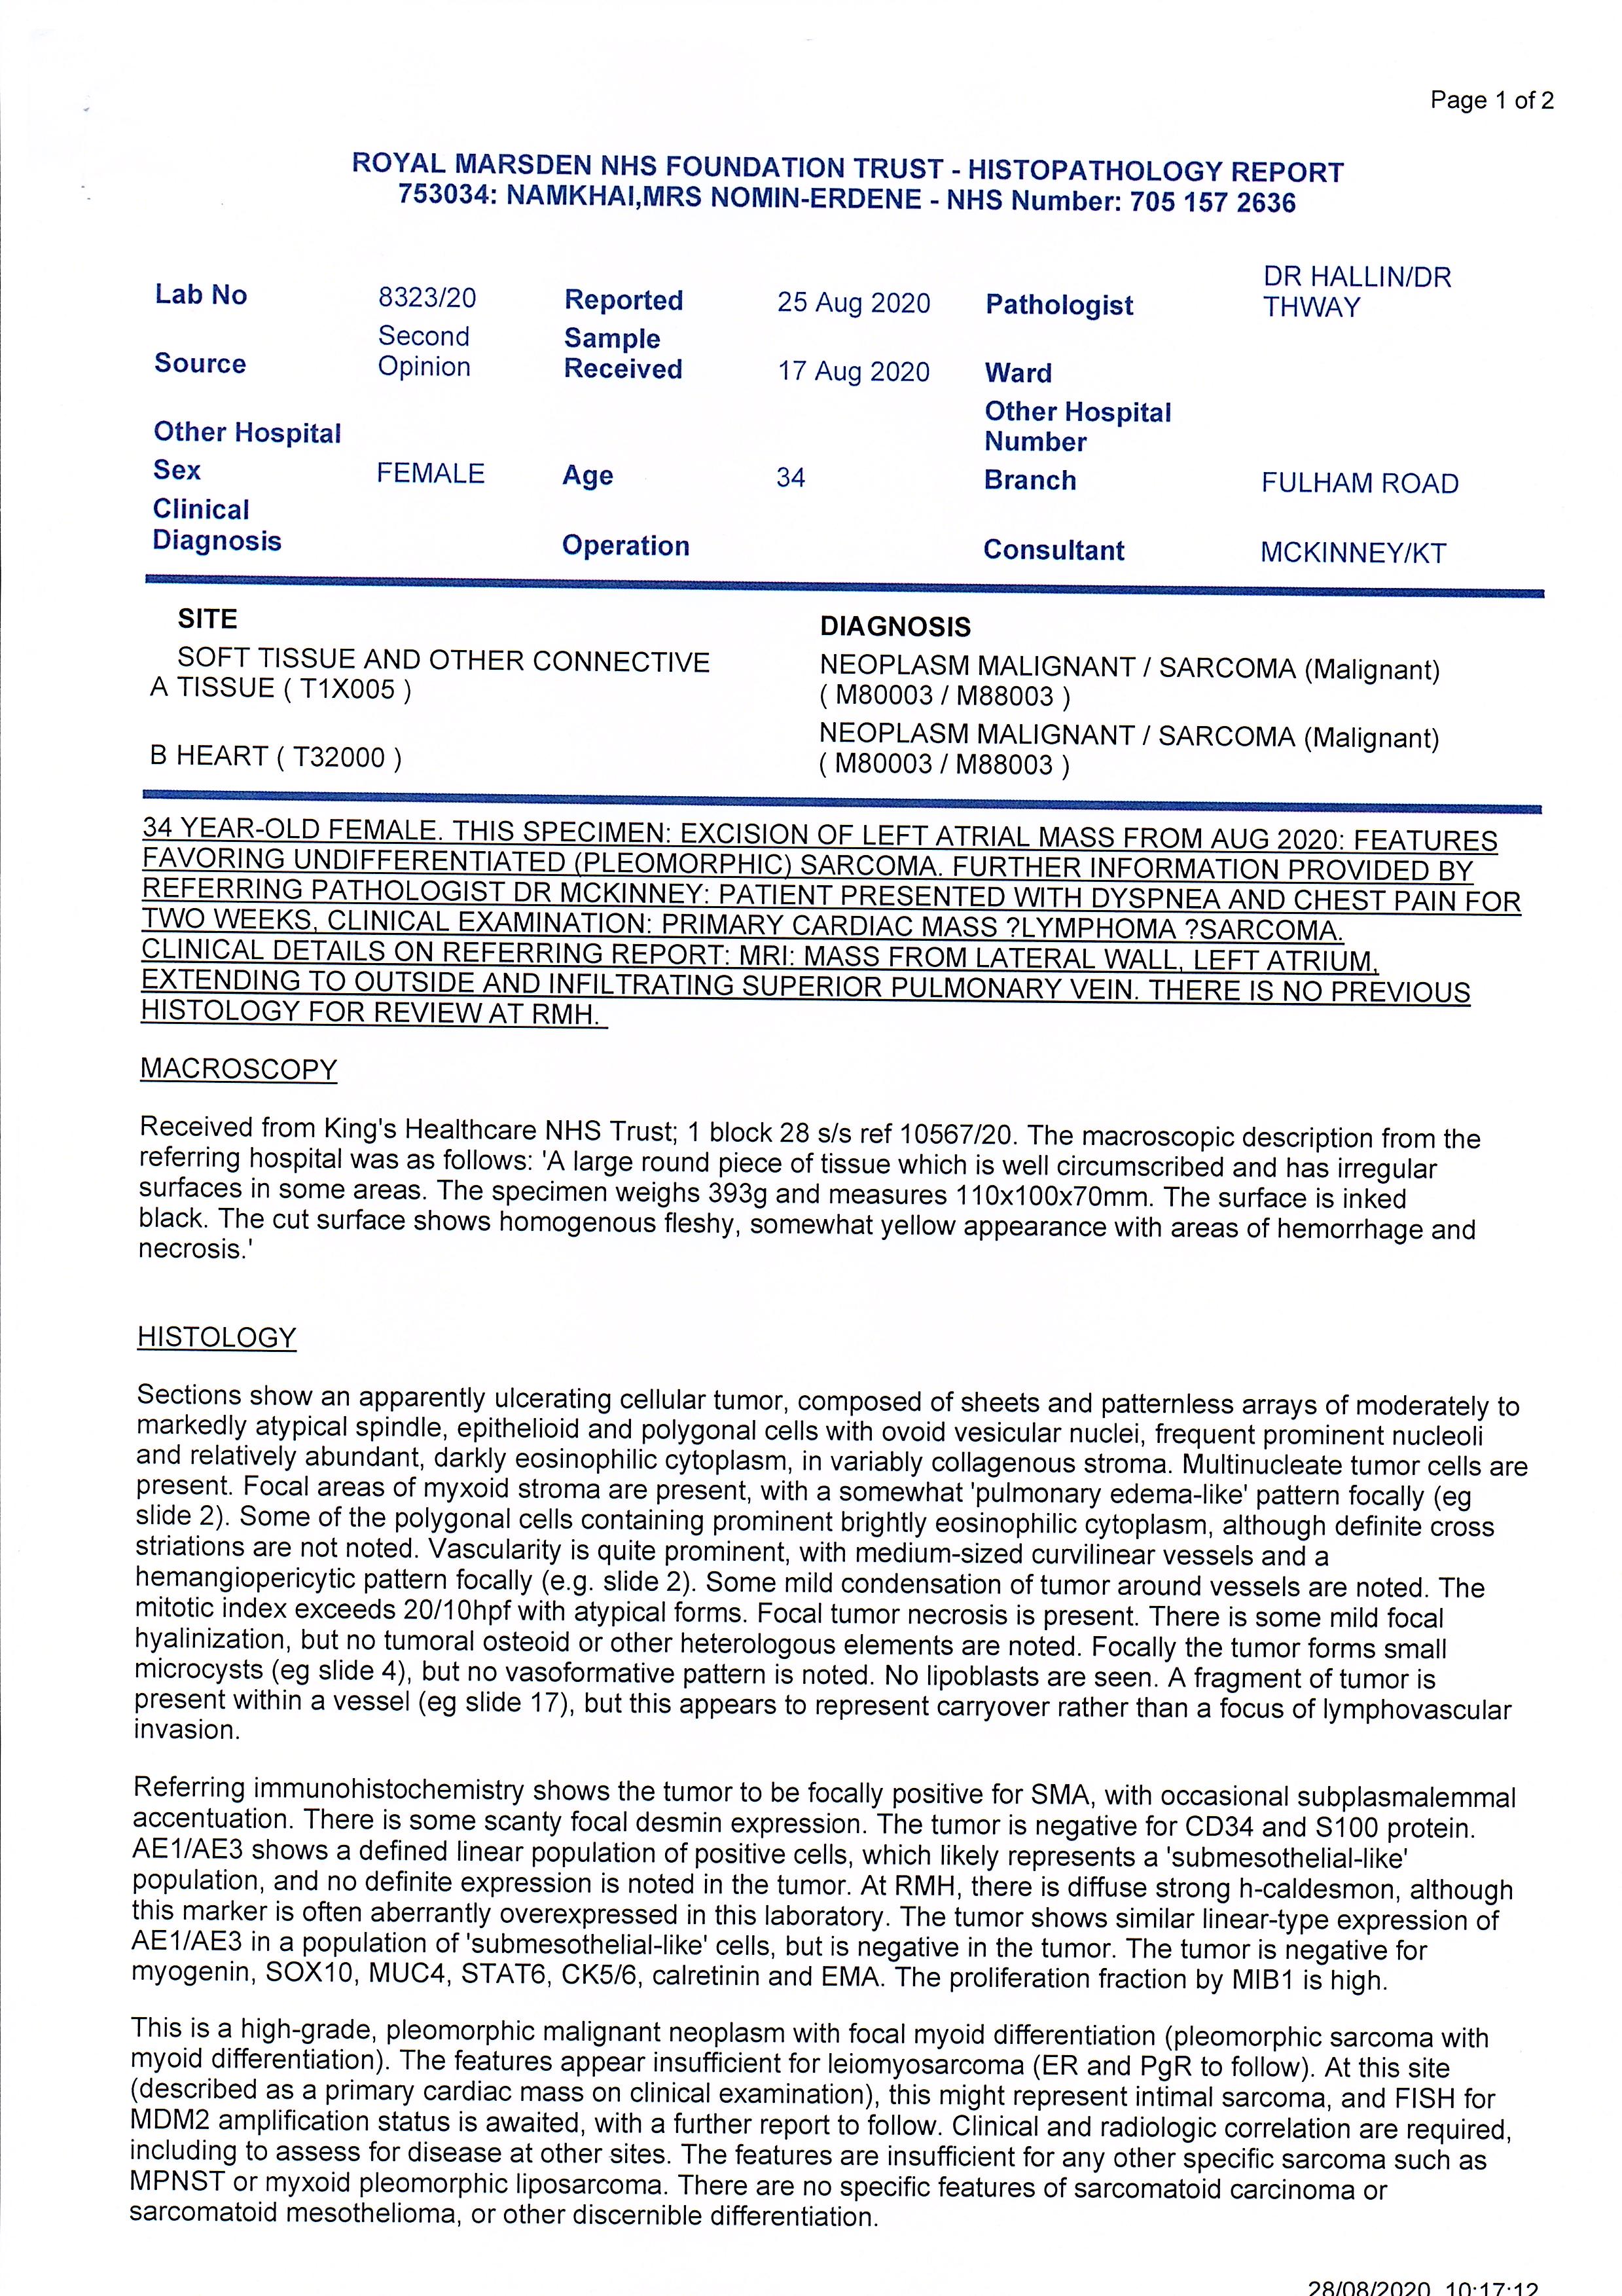 Page 1 of 2
ROYAL MARSDEN NHS FOUNDATION TRUST - HISTOPATHOLOGY REPORT
753034: NAMKHAI,MRS NOMIN-ERDENE - NHS Number: 705 157 2636
Lab No 8323/20 Reported 25 Aug 2020 Pathologist DR HALLIN/DR THWAY
Source Second Opinion Sample Received 17 Aug 2020 Ward
Other Hospital Other Hospital Number
Sex FEMALE Age 34 Branch FULHAM ROAD
Clinical Diagnosis Operation Consultant MCKINNEY/KT
SITE DIAGNOSIS
SOFT TISSUE AND OTHER CONNECTIVE NEOPLASM MALIGNANT / SARCOMA (Malignant)
A TISSUE ( T1X005 ) ( M80003 / M88003 )
NEOPLASM MALIGNANT / SARCOMA (Malignant)
B HEART ( T32000 ) ( M80003 / M88003 )
34 YEAR-OLD FEMALE. THIS SPECIMEN: EXCISION OF LEFT ATRIAL MASS FROM AUG 2020: FEATURES
FAVORING UNDIFFERENTIATED (PLEOMORPHIC) SARCOMA. FURTHER INFORMATION PROVIDED BY
REFERRING PATHOLOGIST DR MCKINNEY: PATIENT PRESENTED WITH DYSPNEA AND CHEST PAIN FOR
TWO WEEKS, CLINICAL EXAMINATION: PRIMARY CARDIAC MASS ?LYMPHOMA ?SARCOMA.
CLINICAL DETAILS ON REFERRING REPORT: MRI: MASS FROM LATERAL WALL, LEFT ATRIUM,
EXTENDING TO OUTSIDE AND INFILTRATING SUPERIOR PULMONARY VEIN. THERE IS NO PREVIOUS
HISTOLOGY FOR REVIEW AT RMH.
MACROSCOPY
Received from King's Healthcare NHS Trust; 1 block 28 s/s ref 10567/20. The macroscopic description from the
referring hospital was as follows: 'A large round piece of tissue which is well circumscribed and has irregular
surfaces in some areas. The specimen weighs 393g and measures 110x100x70mm. The surface is inked
black. The cut surface shows homogenous fleshy, somewhat yellow appearance with areas of hemorrhage and
necrosis.'
HISTOLOGY
Sections show an apparently ulcerating cellular tumor, composed of sheets and patternless arrays of moderately to
markedly atypical spindle, epithelioid and polygonal cells with ovoid vesicular nuclei, frequent prominent nucleoli
and relatively abundant, darkly eosinophilic cytoplasm, in variably collagenous stroma. Multinucleate tumor cells are
present. Focal areas of myxoid stroma are present, with a somewhat 'pulmonary edema-like' pattern focally (eg
slide 2). Some of the polygonal cells containing prominent brightly eosinophilic cytoplasm, although definite cross
striations are not noted. Vascularity is quite prominent, with medium-sized curvilinear vessels and a
hemangiopericytic pattern focally (e.g. slide 2). Some mild condensation of tumor around vessels are noted. The
mitotic index exceeds 20/10hpf with atypical forms. Focal tumor necrosis is present. There is some mild focal
hyalinization, but no tumoral osteoid or other heterologous elements are noted. Focally the tumor forms small
microcysts (eg slide 4), but no vasoformative pattern is noted. No lipoblasts are seen. A fragment of tumor is
present within a vessel (eg slide 17), but this appears to represent carryover rather than a focus of lymphovascular
invasion.
Referring immunohistochemistry shows the tumor to be focally positive for SMA, with occasional subplasmalemmal
accentuation. There is some scanty focal desmin expression. The tumor is negative for CD34 and S100 protein.
AE1/AE3 shows a defined linear population of positive cells, which likely represents a 'submesothelial-like'
population, and no definite expression is noted in the tumor. At RMH, there is diffuse strong h-caldesmon, although
this marker is often aberrantly overexpressed in this laboratory. The tumor shows similar linear-type expression of
AE1/AE3 in a population of 'submesothelial-like' cells, but is negative in the tumor. The tumor is negative for
myogenin, SOX10, MUC4, STAT6, CK5/6, calretinin and EMA. The proliferation fraction by MIB1 is high.
This is a high-grade, pleomorphic malignant neoplasm with focal myoid differentiation (pleomorphic sarcoma with
myoid differentiation). The features appear insufficient for leiomyosarcoma (ER and PgR to follow). At this site
(described as a primary cardiac mass on clinical examination), this might represent intimal sarcoma, and FISH for
MDM2 amplification status is awaited, with a further report to follow. Clinical and radiologic correlation are required,
including to assess for disease at other sites. The features are insufficient for any other specific sarcoma such as
MPNST or myxoid pleomorphic liposarcoma. There are no specific features of sarcomatoid carcinoma or
sarcomatoid mesothelioma, or other discernible differentiation.
28/08/2020 10:17:12